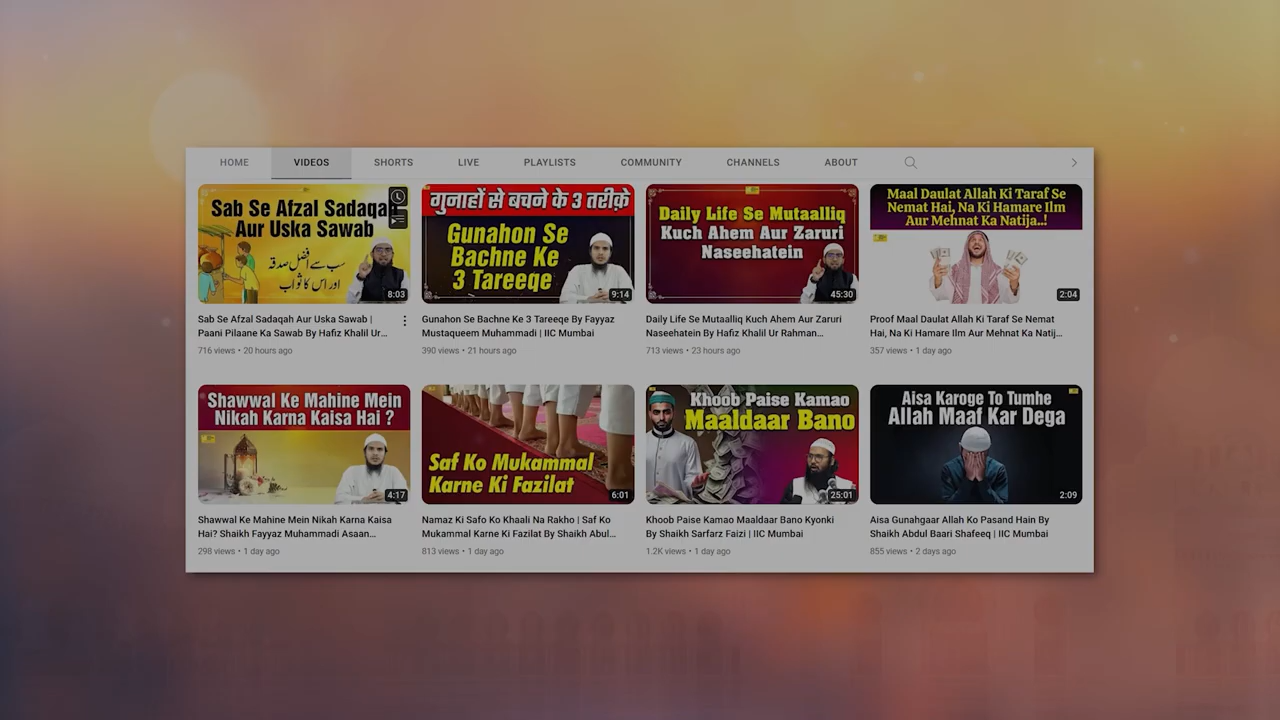 HOME VIDEOS SHORTS LIVE PLAYLISTS COMMUNITY CHANNELS ABOUT
Sab Se Afzal Sadaqah
Aur Uska Sawab
سب سے افضل صدقہ
اور اس کا ثواب
8:03
Sab Se Afzal Sadaqah Aur Uska Sawab |
Paani Pilaane Ka Sawab By Hafiz Khalil Ur...
716 views • 20 hours ago
गुनाहों से बचने के 3 तरीक़े
Gunahon Se
Bachne Ke
3 Tareeqe
9:14
Gunahon Se Bachne Ke 3 Tareeqe By Fayyaz
Mustaqueem Muhammadi | IIC Mumbai
390 views • 21 hours ago
Daily Life Se Mutaalliq
Kuch Ahem Aur Zaruri
Naseehatein
45:30
Daily Life Se Mutaalliq Kuch Ahem Aur Zaruri
Naseehatein By Hafiz Khalil Ur Rahman...
713 views • 23 hours ago
Maal Daulat Allah Ki Taraf Se
Nemat Hai, Na Ki Hamare Ilm
Aur Mehnat Ka Natija..!
2:04
Proof Maal Daulat Allah Ki Taraf Se Nemat
Hai, Na Ki Hamare Ilm Aur Mehnat Ka Natij...
357 views • 1 day ago
Shawwal Ke Mahine Mein
Nikah Karna Kaisa Hai ?
4:17
Shawwal Ke Mahine Mein Nikah Karna Kaisa
Hai? Shaikh Fayyaz Muhammadi Asaan...
298 views • 1 day ago
Saf Ko Mukammal
Karne Ki Fazilat
6:01
Namaz Ki Safo Ko Khaali Na Rakho | Saf Ko
Mukammal Karne Ki Fazilat By Shaikh Abul...
813 views • 1 day ago
Khoob Paise Kamao
Maaldaar Bano
25:01
Khoob Paise Kamao Maaldaar Bano Kyonki
By Shaikh Sarfarz Faizi | IIC Mumbai
1.2K views • 1 day ago
Aisa Karoge To Tumhe
Allah Maaf Kar Dega
2:09
Aisa Gunahgaar Allah Ko Pasand Hain By
Shaikh Abdul Baari Shafeeq | IIC Mumbai
855 views • 2 days ago